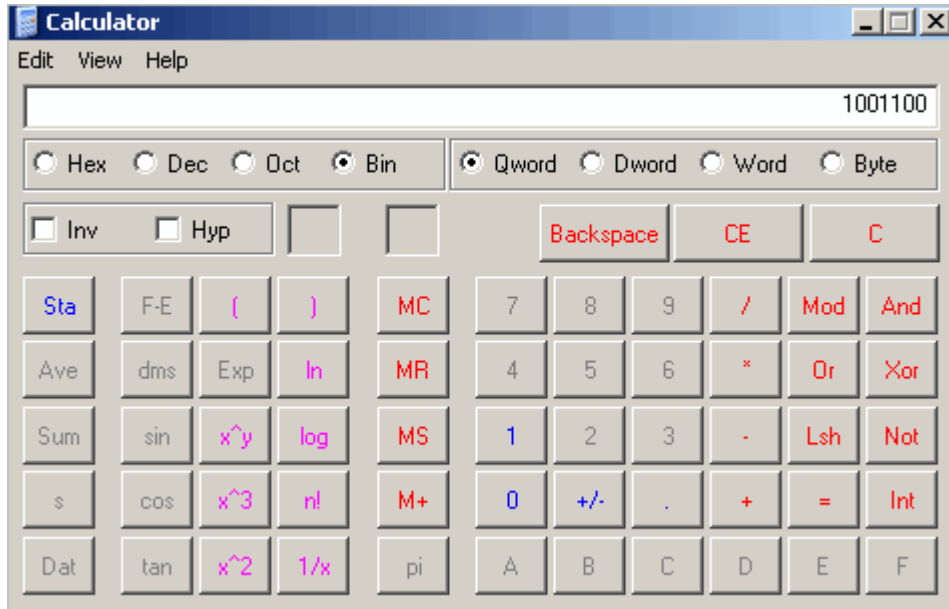 Calculator
Edit View Help
1001100
Hex Dec Oct Bin Qword Dword Word Byte
Inv Hyp Backspace CE C
Sta F-E ( ) MC 7 8 9 / Mod And
Ave dms Exp ln MR 4 5 6 * Or Xor
Sum sin x^y log MS 1 2 3 - Lsh Not
s cos x^3 n! M+ 0 +/- . + = Int
Dat tan x^2 1/x pi A B C D E F